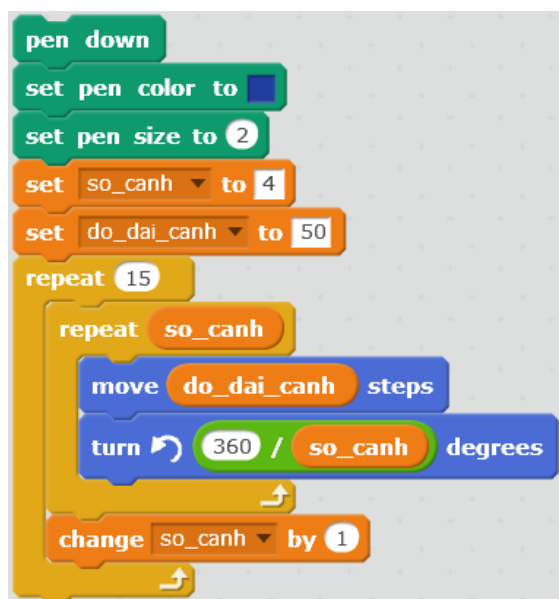 pen down
set pen color to
set pen size to 2
set so_canh to 4
set do_dai_canh to 50
repeat 15
repeat so_canh
move do_dai_canh steps
turn 360 / so_canh degrees
change so_canh by 1